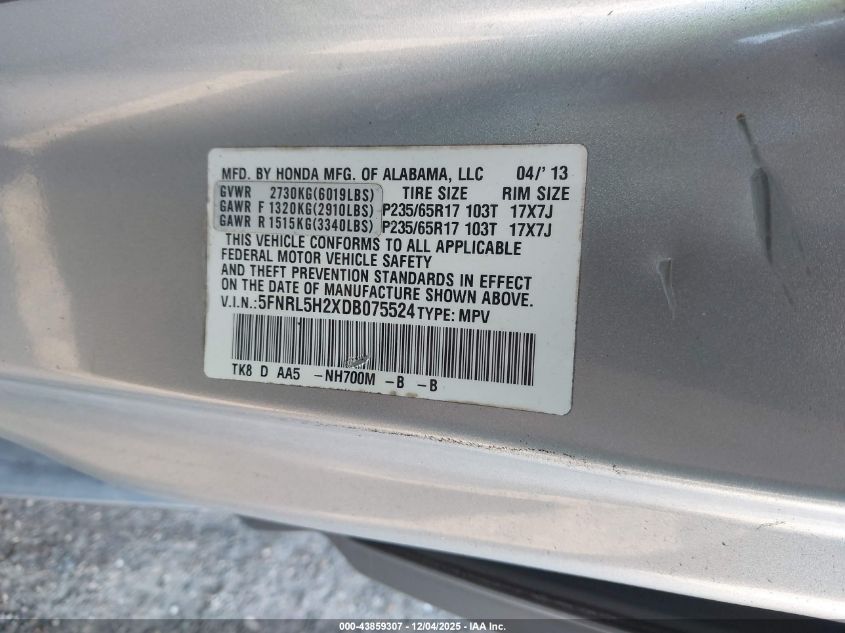 MFD. BY HONDA MFG. OF ALABAMA, LLC 04/'13
GVWR 2730KG(6019LBS) TIRE SIZE RIM SIZE
GAWR F 1320KG(2910LBS) P235/65R17 103T 17X7J
GAWR R 1515KG(3340LBS) P235/65R17 103T 17X7J
THIS VEHICLE CONFORMS TO ALL APPLICABLE
FEDERAL MOTOR VEHICLE SAFETY
AND THEFT PREVENTION STANDARDS IN EFFECT
ON THE DATE OF MANUFACTURE SHOWN ABOVE.
V.I.N.:5FNRL5H2XDB075524 TYPE: MPV
TK8 D AA5 -NH700M -B -B
000-43859307 - 12/04/2025 - IAA Inc.